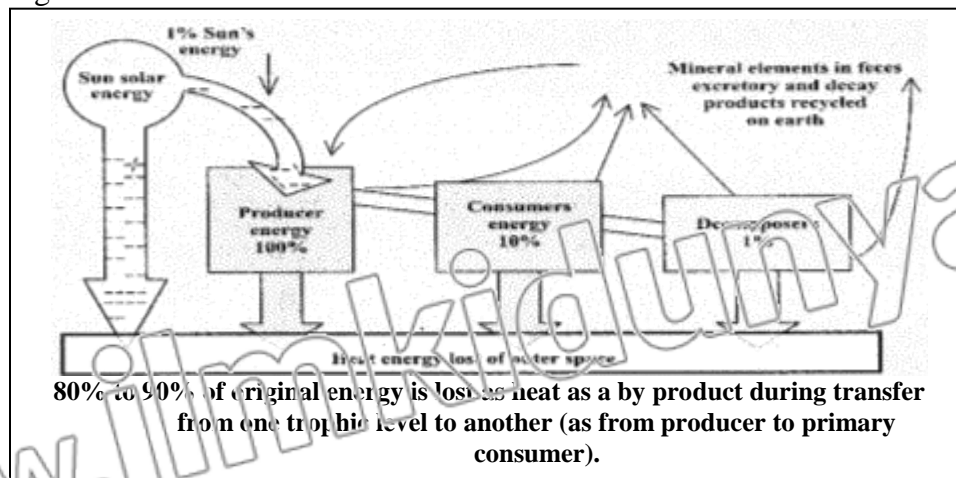 1% Sun's
energy
Sun solar
energy
Mineral elements in feces
excretory and decay
products recycled
on earth
Producer
energy
100%
Consumers
energy
10%
Decomposers
1%
Heat energy loss of outer space
80% to 90% of original energy is lost as heat as a by product during transfer
from one trophic level to another (as from producer to primary
consumer).